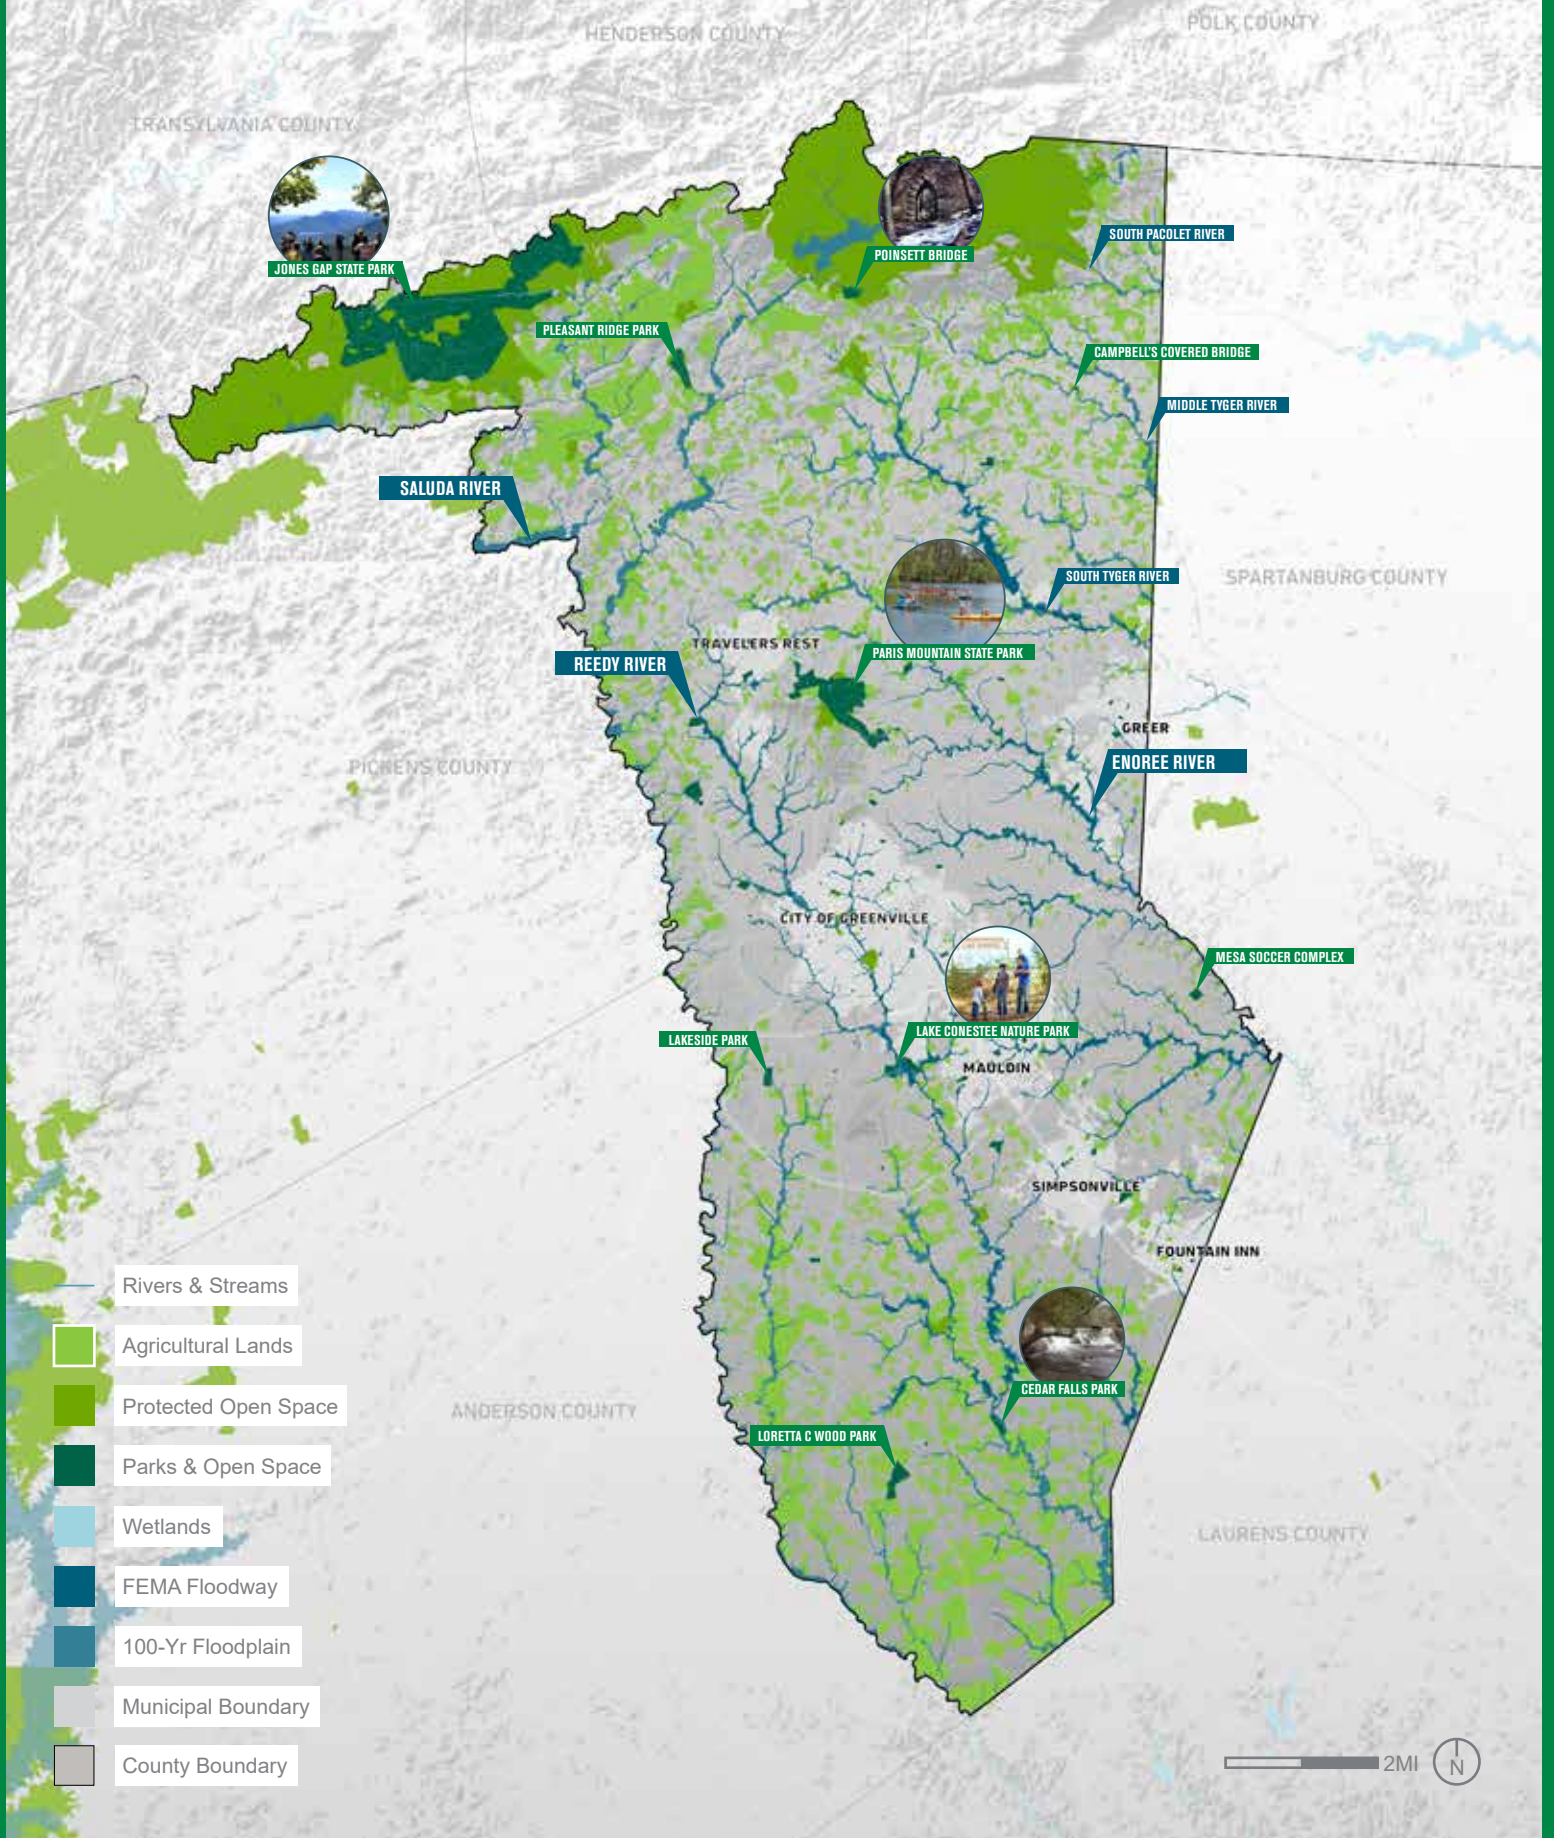 HENDERSON COUNTY
POLK COUNTY
TRANSYLVANIA COUNTY
SOUTH PACOLET RIVER
POINSETT BRIDGE
JONES GAP STATE PARK
PLEASANT RIDGE PARK
CAMPBELL'S COVERED BRIDGE
MIDDLE TYGER RIVER
SALUDA RIVER
SOUTH TYGER RIVER
SPARTANBURG COUNTY
TRAVELERS REST
PARIS MOUNTAIN STATE PARK
REEDY RIVER
GREER
ENOREE RIVER
PICKENS COUNTY
CITY OF GREENVILLE
MESA SOCCER COMPLEX
LAKE CONESTEE NATURE PARK
LAKESIDE PARK
MAULDIN
SIMPSONVILLE
FOUNTAIN INN
CEDAR FALLS PARK
ANDERSON COUNTY
LORETTA C WOOD PARK
LAURENS COUNTY
Rivers & Streams
Agricultural Lands
Protected Open Space
Parks & Open Space
Wetlands
FEMA Floodway
100-Yr Floodplain
Municipal Boundary
County Boundary
2MI
N